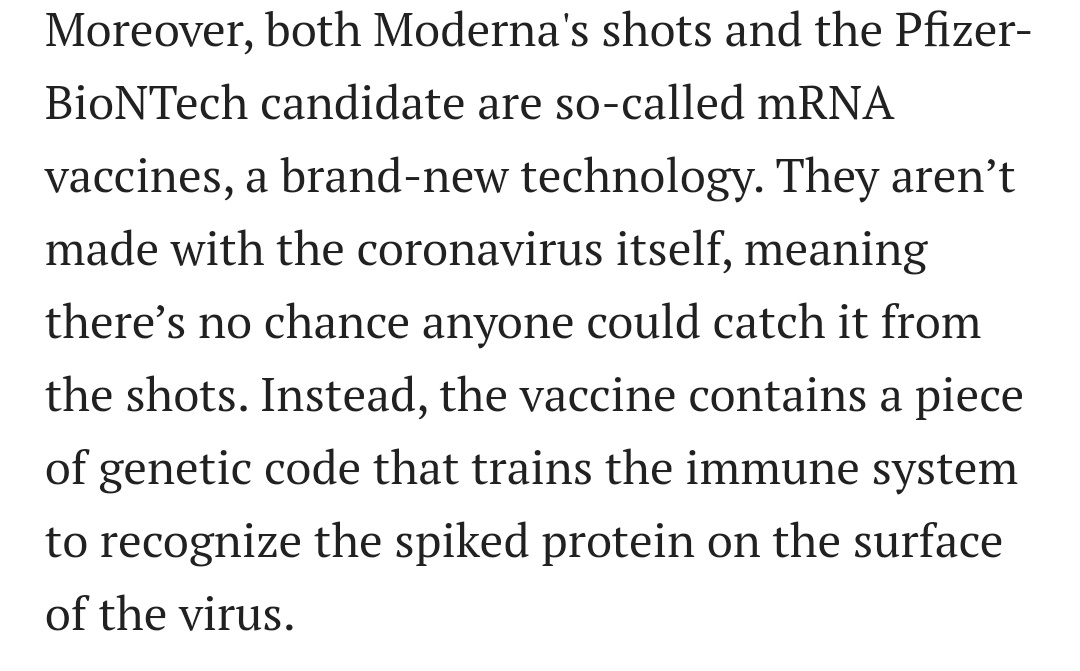 Moreover, both Moderna's shots and the Pfizer-
BioNTech candidate are so-called mRNA
vaccines, a brand-new technology. They aren’t
made with the coronavirus itself, meaning
there’s no chance anyone could catch it from
the shots. Instead, the vaccine contains a piece
of genetic code that trains the immune system
to recognize the spiked protein on the surface
of the virus.